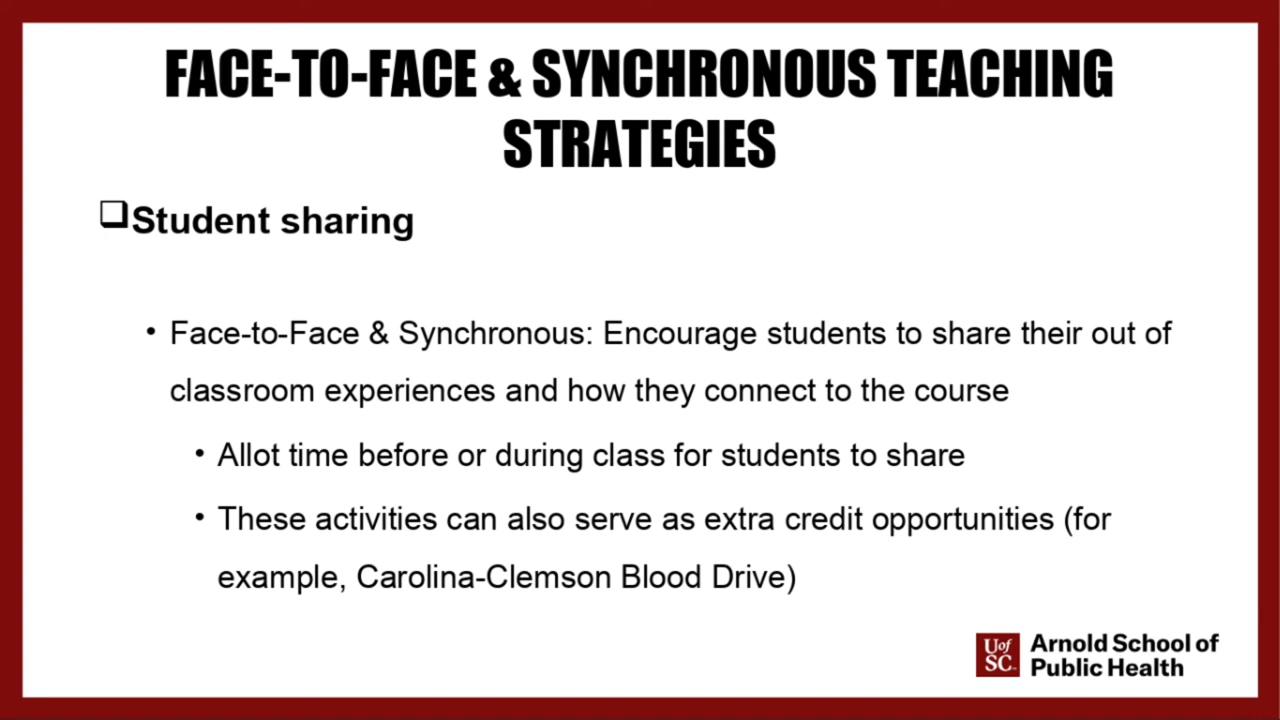 FACE-TO-FACE & SYNCHRONOUS TEACHING
STRATEGIES
❑Student sharing
• Face-to-Face & Synchronous: Encourage students to share their out of
classroom experiences and how they connect to the course
• Allot time before or during class for students to share
• These activities can also serve as extra credit opportunities (for
example, Carolina-Clemson Blood Drive)
UofSC
Arnold School of
Public Health